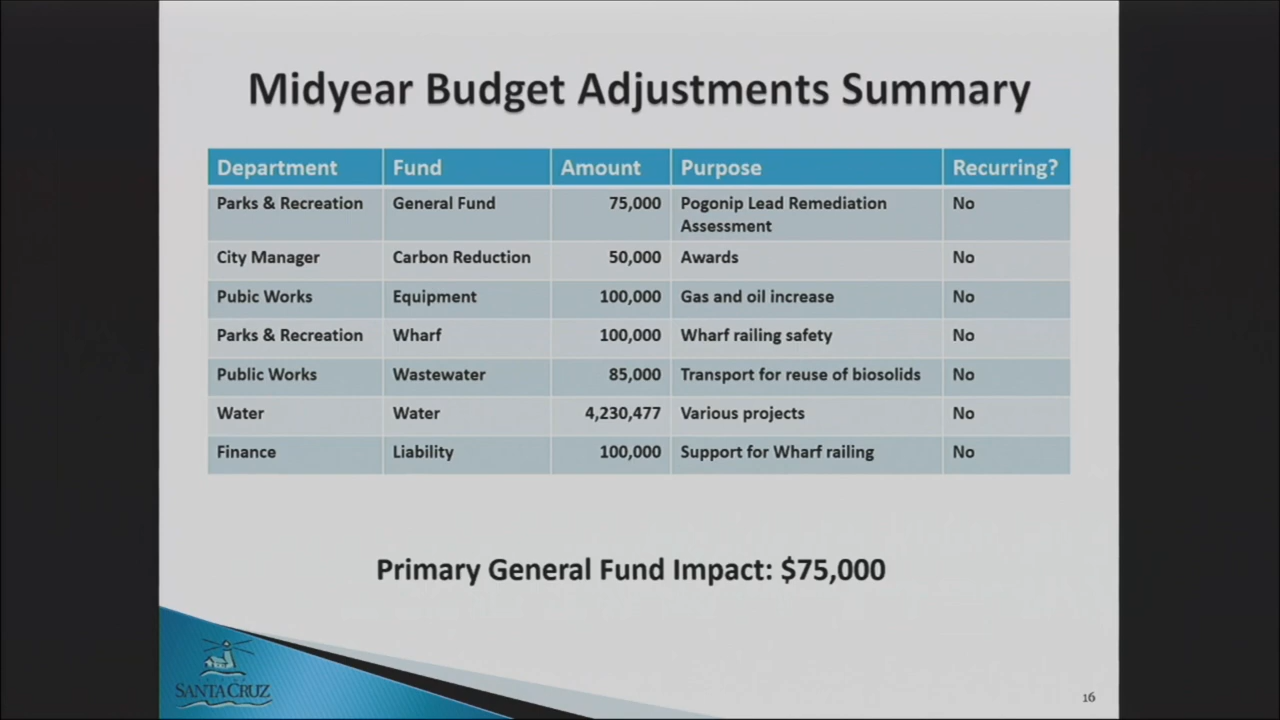 Midyear Budget Adjustments Summary
Department Fund Amount Purpose Recurring?
Parks & Recreation General Fund 75,000 Pogonip Lead Remediation Assessment No
City Manager Carbon Reduction 50,000 Awards No
Pubic Works Equipment 100,000 Gas and oil increase No
Parks & Recreation Wharf 100,000 Wharf railing safety No
Public Works Wastewater 85,000 Transport for reuse of biosolids No
Water Water 4,230,477 Various projects No
Finance Liability 100,000 Support for Wharf railing No
Primary General Fund Impact: $75,000
SANTA CRUZ
16